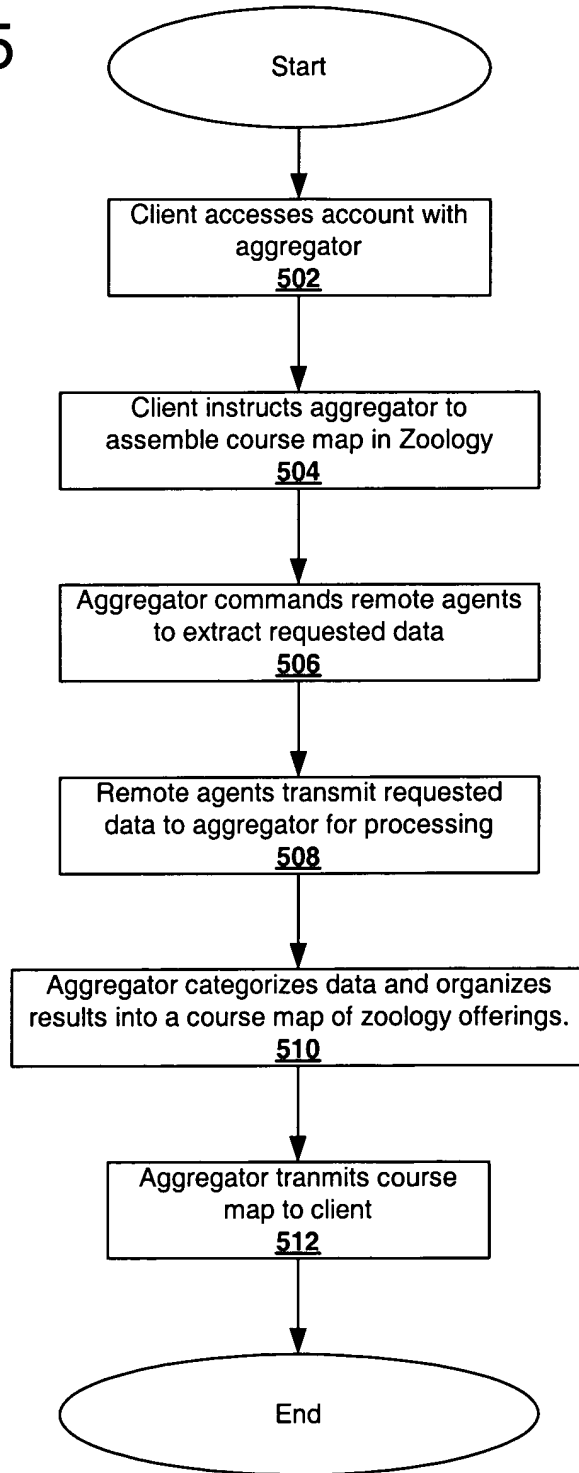 5
Start
Client accesses account with
aggregator
502
Client instructs aggregator to
assemble course map in Zoology
504
Aggregator commands remote agents
to extract requested data
506
Remote agents transmit requested
data to aggregator for processing
508
Aggregator categorizes data and organizes
results into a course map of zoology offerings.
510
Aggregator tranmits course
map to client
512
End